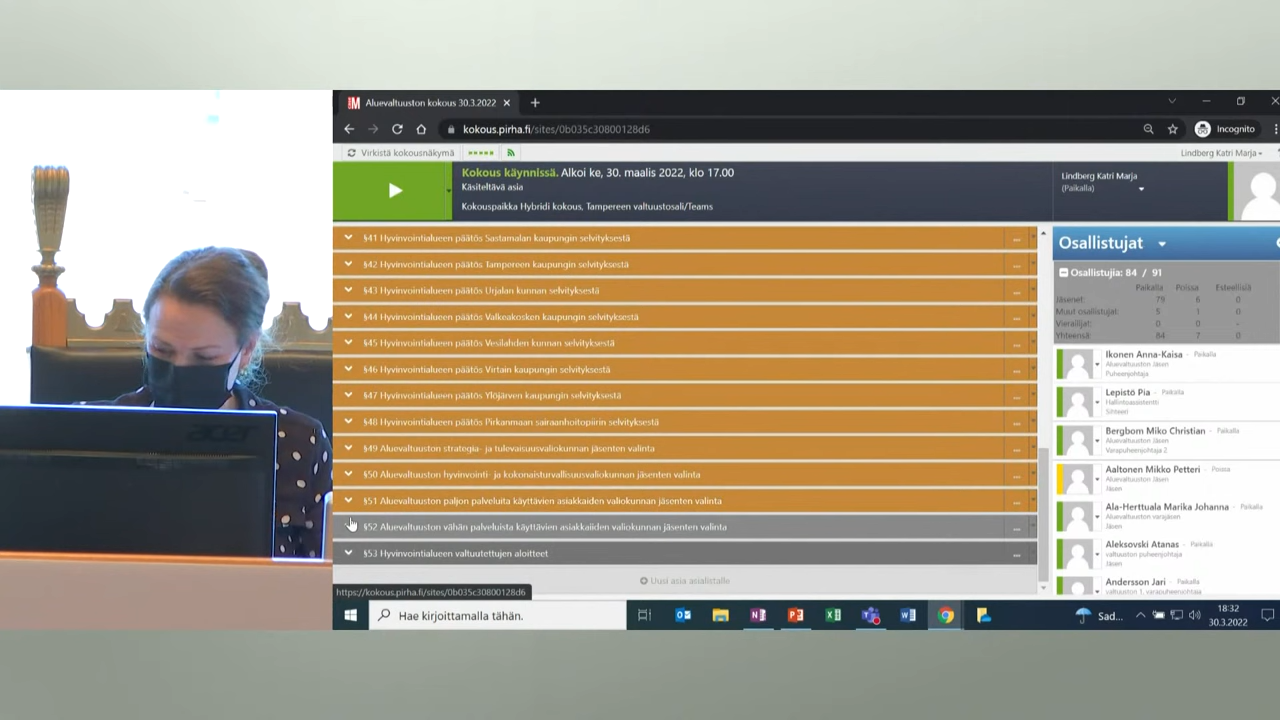 Aluevaltuuston kokous 30.3.2022
kokous.pirha.fi/sites/0b035c30800128d6
Incognito
Virkistä kokousnäkymä
Lindberg Katri Marja
Kokous käynnissä. Alkoi ke, 30. maalis 2022, klo 17.00
Käsiteltävä asia
Kokouspaikka Hybridi kokous, Tampereen valtuustosali/Teams
Lindberg Katri Marja
(Paikalla)
§41 Hyvinvointialueen päätös Sastamalan kaupungin selvityksestä
§42 Hyvinvointialueen päätös Tampereen kaupungin selvityksestä
§43 Hyvinvointialueen päätös Urjalan kunnan selvityksestä
§44 Hyvinvointialueen päätös Valkeakosken kaupungin selvityksestä
§45 Hyvinvointialueen päätös Vesilahden kunnan selvityksestä
§46 Hyvinvointialueen päätös Virtain kaupungin selvityksestä
§47 Hyvinvointialueen päätös Ylöjärven kaupungin selvityksestä
§48 Hyvinvointialueen päätös Pirkanmaan sairaanhoitopiirin selvityksestä
§49 Aluevaltuuston strategia- ja tulevaisuusvaliokunnan jäsenten valinta
§50 Aluevaltuuston hyvinvointi- ja kokonaisturvallisuusvaliokunnan jäsenten valinta
§51 Aluevaltuuston paljon palveluita käyttävien asiakkaiden valiokunnan jäsenten valinta
§52 Aluevaltuuston vähän palveluista käyttävien asiakkaiiden valiokunnan jäsenten valinta
§53 Hyvinvointialueen valtuutettujen aloitteet
Uusi asia asialistalle
Osallistujat
Osallistujia: 84 / 91
Paikalla Poissa Esteellisiä
Jäsenet: 79 6 0
Muut osallistujat: 5 1 0
Vierailijat: 0 0 -
Yhteensä: 84 7 0
Ikonen Anna-Kaisa - Paikalla
Aluevaltuuston Jäsen
Puheenjohtaja
Lepistö Pia - Paikalla
Hallintoassistentti
Sihteeri
Bergbom Miko Christian - Paikalla
Aluevaltuuston Jäsen
Varapuheenjohtaja 2
Aaltonen Mikko Petteri - Poissa
Aluevaltuuston Jäsen
Jäsen
Ala-Herttuala Marika Johanna - Paikalla
Aluevaltuuston varajäsen
Jäsen
Aleksovski Atanas - Paikalla
valtuuston puheenjohtaja
Jäsen
Andersson Jari - Paikalla
valtuuston 1. varapuheenjohtaja
https://kokous.pirha.fi/sites/0b035c30800128d6
Hae kirjoittamalla tähän.
Sad...
18:32
30.3.2022